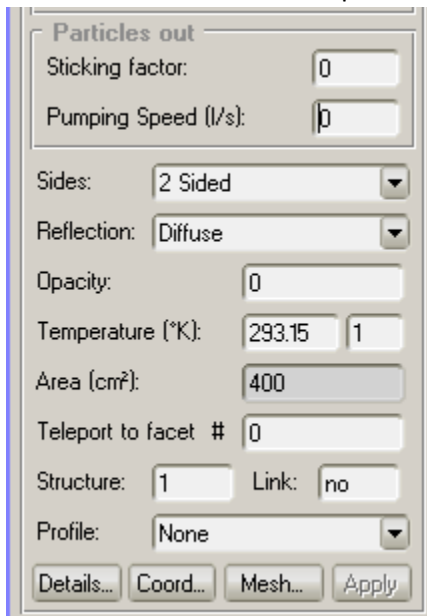 Particles out
Sticking factor: 0
Pumping Speed (l/s): 0
Sides: 2 Sided
Reflection: Diffuse
Opacity: 0
Temperature (°K): 293.15 1
Area (cm²): 400
Teleport to facet # 0
Structure: 1 Link: no
Profile: None
Details... Coord... Mesh... Apply